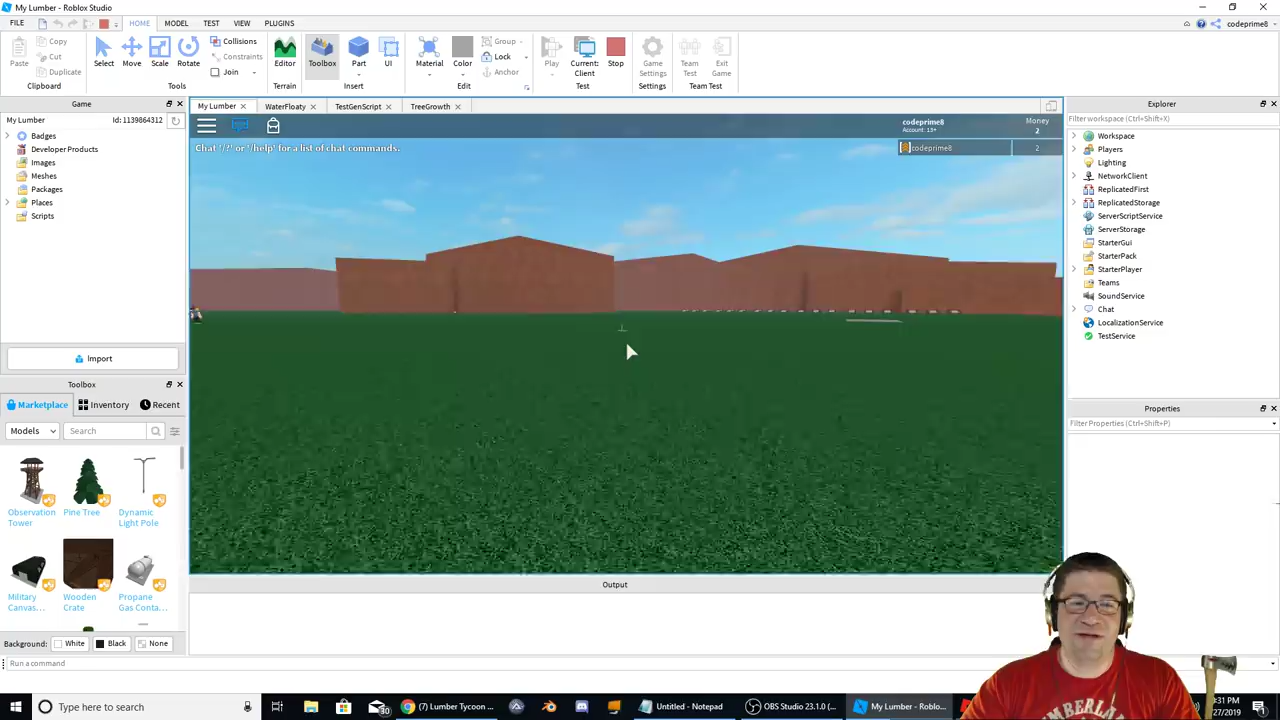 My Lumber - Roblox Studio
FILE HOME MODEL TEST VIEW PLUGINS codeprime8
Paste Copy Cut Duplicate Clipboard
Select Move Scale Rotate Collisions Constraints Join Tools
Editor Terrain
Toolbox Part UI Insert
Material Color Group Lock Anchor Edit
Play Current: Client Stop Test
Game Settings Settings
Team Test Exit Game Team Test
Game
My Lumber Id: 1139864312
Badges
Developer Products
Images
Meshes
Packages
Places
Scripts
Import
Toolbox
Marketplace Inventory Recent
Models Search
Observation Tower
Pine Tree
Dynamic Light Pole
Military Canvas...
Wooden Crate
Propane Gas Conta...
Background: White Black None
Run a command
My Lumber WaterFloaty TestGenScript TreeGrowth
Chat '/?' or '/help' for a list of chat commands.
codeprime8 Money
Account: 13+ 2
codeprime8 2
Output
Explorer
Filter workspace (Ctrl+Shift+X)
Workspace
Players
Lighting
NetworkClient
ReplicatedFirst
ReplicatedStorage
ServerScriptService
ServerStorage
StarterGui
StarterPack
StarterPlayer
Teams
SoundService
Chat
LocalizationService
TestService
Properties
Filter Properties (Ctrl+Shift+P)
Type here to search
30
(7) Lumber Tycoon ...
Untitled - Notepad
OBS Studio 23.1.0 (...
My Lumber - Roblo...